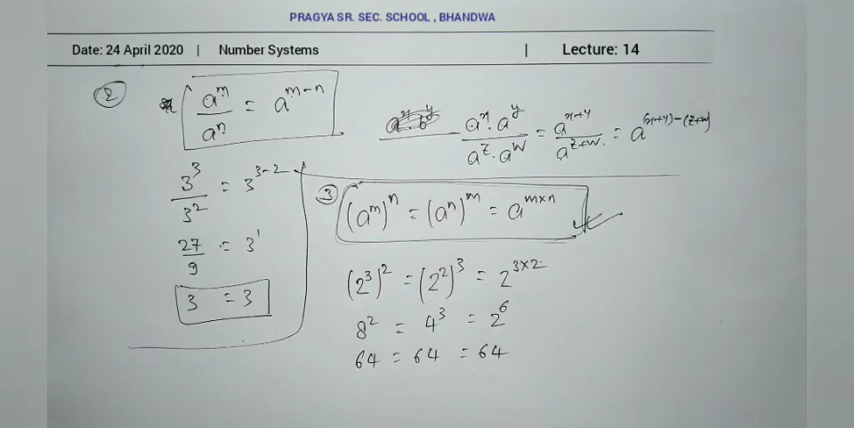 PRAGYA SR. SEC. SCHOOL , BHANDWA
Date: 24 April 2020 | Number Systems | Lecture: 14
② a^m/a^n = a^(m-n)
(a^x · a^y)/(a^z · a^w) = a^(x+y)/a^(z+w) = a^((x+y)-(z+w))
3^3/3^2 = 3^(3-2)
27/9 = 3^1
3 = 3
③ (a^m)^n = (a^n)^m = a^(m×n)
(2^3)^2 = (2^2)^3 = 2^(3×2)
8^2 = 4^3 = 2^6
64 = 64 = 64